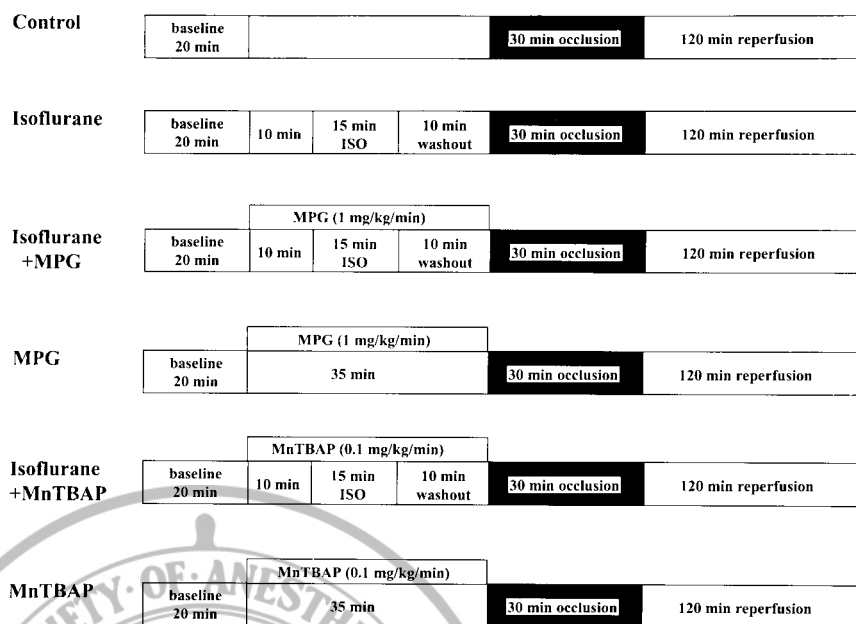 Control
baseline
20 min
30 min occlusion
120 min reperfusion
Isoflurane
baseline
20 min
10 min
15 min
ISO
10 min
washout
30 min occlusion
120 min reperfusion
MPG (1 mg/kg/min)
Isoflurane
+MPG
baseline
20 min
10 min
15 min
ISO
10 min
washout
30 min occlusion
120 min reperfusion
MPG (1 mg/kg/min)
MPG
baseline
20 min
35 min
30 min occlusion
120 min reperfusion
MnTBAP (0.1 mg/kg/min)
Isoflurane
+MnTBAP
baseline
20 min
10 min
15 min
ISO
10 min
washout
30 min occlusion
120 min reperfusion
MnTBAP (0.1 mg/kg/min)
MnTBAP
baseline
20 min
35 min
30 min occlusion
120 min reperfusion